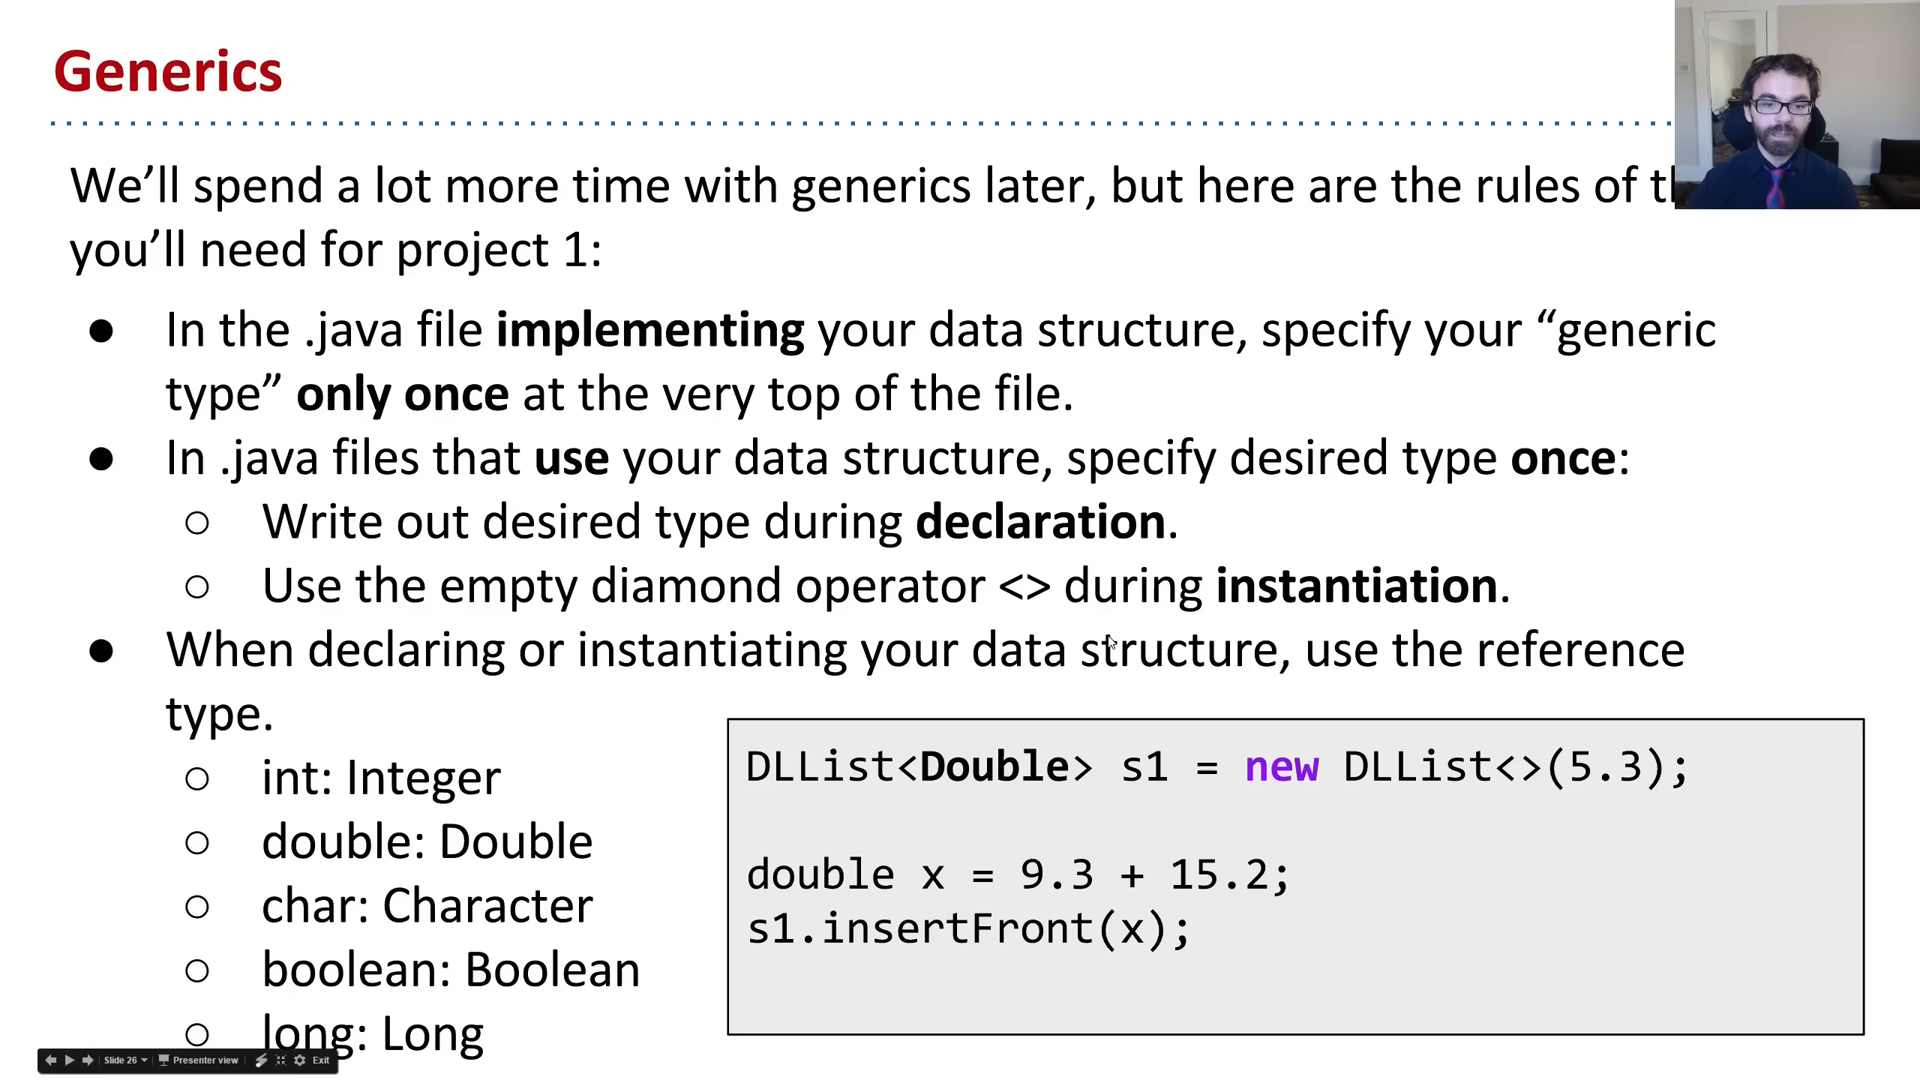 Generics
We’ll spend a lot more time with generics later, but here are the rules of
you’ll need for project 1:
● In the .java file implementing your data structure, specify your “generic
type” only once at the very top of the file.
● In .java files that use your data structure, specify desired type once:
○ Write out desired type during declaration.
○ Use the empty diamond operator <> during instantiation.
● When declaring or instantiating your data structure, use the reference
type.
○ int: Integer
○ double: Double
○ char: Character
○ boolean: Boolean
○ long: Long
DLList<Double> s1 = new DLList<>(5.3);
double x = 9.3 + 15.2;
s1.insertFront(x);
Slide 26 Presenter view Exit